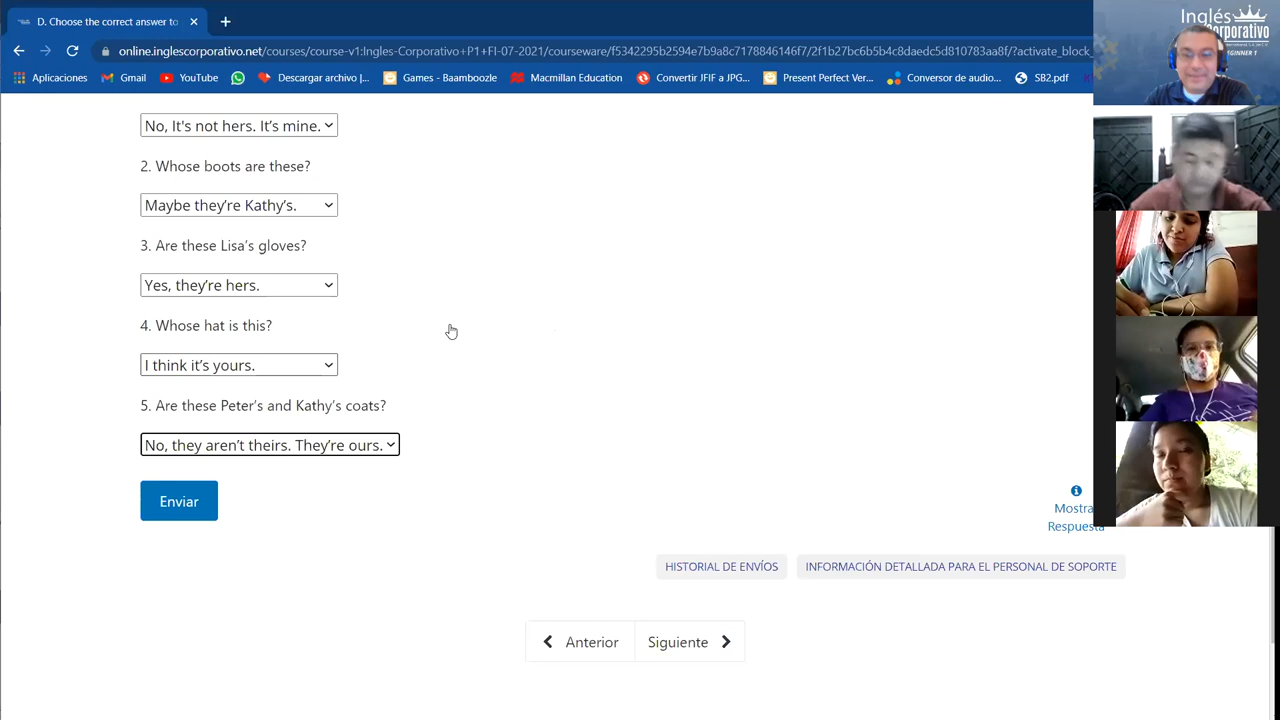 D. Choose the correct answer to
online.inglescorporativo.net/courses/course-v1:Ingles-Corporativo+P1+FI-07-2021/courseware/f5342295b2594e7b9a8c7178846146f7/2f1b27bc6b5b4c8daedc5d810783aa8f/?activate_block_
Aplicaciones Gmail YouTube Descargar archivo |... Games - Baamboozle Macmillan Education Convertir JFIF a JPG... Present Perfect Ver... Conversor de audio... SB2.pdf
Inglés
Corporativo
BEGINNER 1
No, It's not hers. It’s mine.
2. Whose boots are these?
Maybe they’re Kathy’s.
3. Are these Lisa’s gloves?
Yes, they’re hers.
4. Whose hat is this?
I think it’s yours.
5. Are these Peter’s and Kathy’s coats?
No, they aren’t theirs. They’re ours.
Enviar
Mostra
Respuesta
HISTORIAL DE ENVÍOS INFORMACIÓN DETALLADA PARA EL PERSONAL DE SOPORTE
Anterior Siguiente